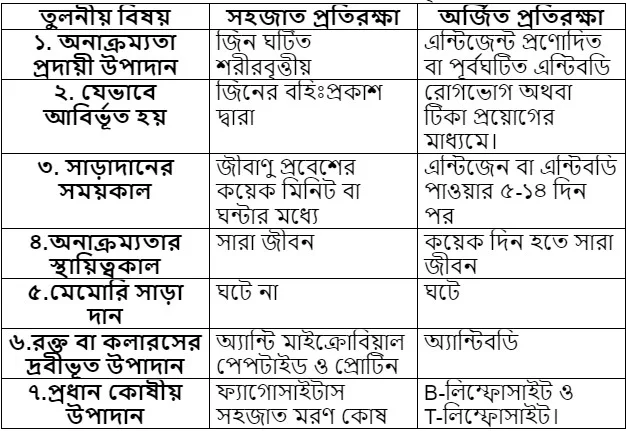 তুলনীয় বিষয় সহজাত প্রতিরক্ষা অর্জিত প্রতিরক্ষা
১. অনাক্রম্যতা জিন ঘটিত এন্টিজেন্ট প্রণোদিত
প্রদায়ী উপাদান শরীরবৃত্তীয় বা পূর্বঘটিত এন্টিবডি
২. যেভাবে জিনের বহিঃপ্রকাশ রোগভোগ অথবা
আবির্ভূত হয় দ্বারা টিকা প্রয়োগের
মাধ্যমে।
৩. সাড়াদানের জীবাণু প্রবেশের এন্টিজেন বা এন্টিবডি
সময়কাল কয়েক মিনিট বা পাওয়ার ৫-১৪ দিন
ঘন্টার মধ্যে পর
৪.অনাক্রম্যতার সারা জীবন কয়েক দিন হতে সারা
স্থায়িত্বকাল জীবন
৫.মেমোরি সাড়া ঘটে না ঘটে
দান
৬.রক্ত বা কলারসের অ্যান্টি মাইক্রোবিয়াল অ্যান্টিবডি
দ্রবীভূত উপাদান পেপটাইড ও প্রোটিন
৭.প্রধান কোষীয় ফ্যাগোসাইটাস B-লিম্ফোসাইট ও
উপাদান সহজাত মরণ কোষ T-লিম্ফোসাইট।